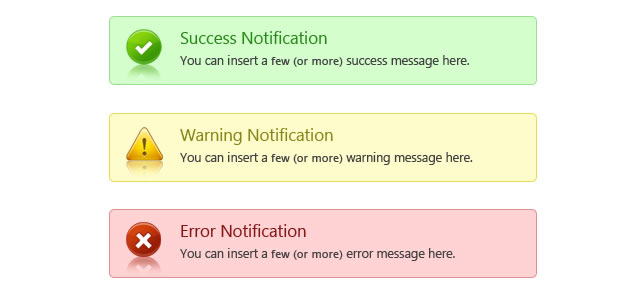 Success Notification
You can insert a few (or more) success message here.
Warning Notification
You can insert a few (or more) warning message here.
Error Notification
You can insert a few (or more) error message here.